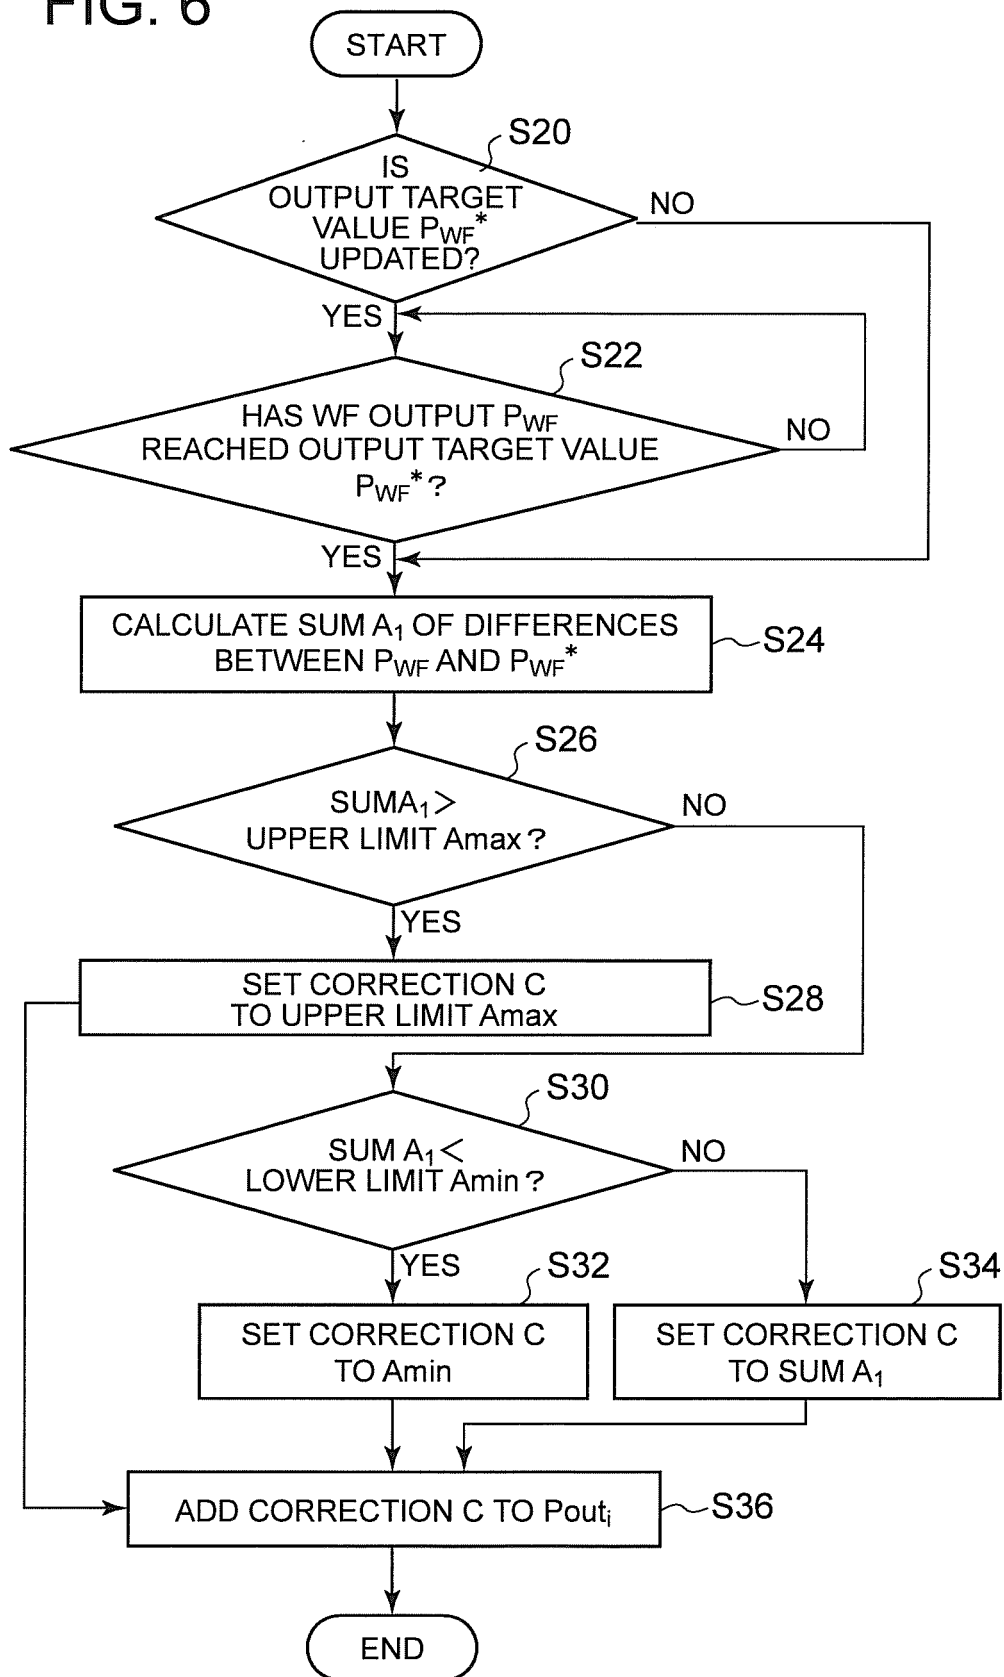 FIG. 6
START
S20
IS
OUTPUT TARGET
VALUE PWF*
UPDATED?
NO
YES
S22
HAS WF OUTPUT PWF
REACHED OUTPUT TARGET VALUE
PWF*?
NO
YES
CALCULATE SUM A1 OF DIFFERENCES
BETWEEN PWF AND PWF*
S24
S26
SUMA1>
UPPER LIMIT Amax?
NO
YES
SET CORRECTION C
TO UPPER LIMIT Amax
S28
S30
SUM A1<
LOWER LIMIT Amin?
NO
YES
S32
S34
SET CORRECTION C
TO Amin
SET CORRECTION C
TO SUM A1
ADD CORRECTION C TO Pouti
S36
END